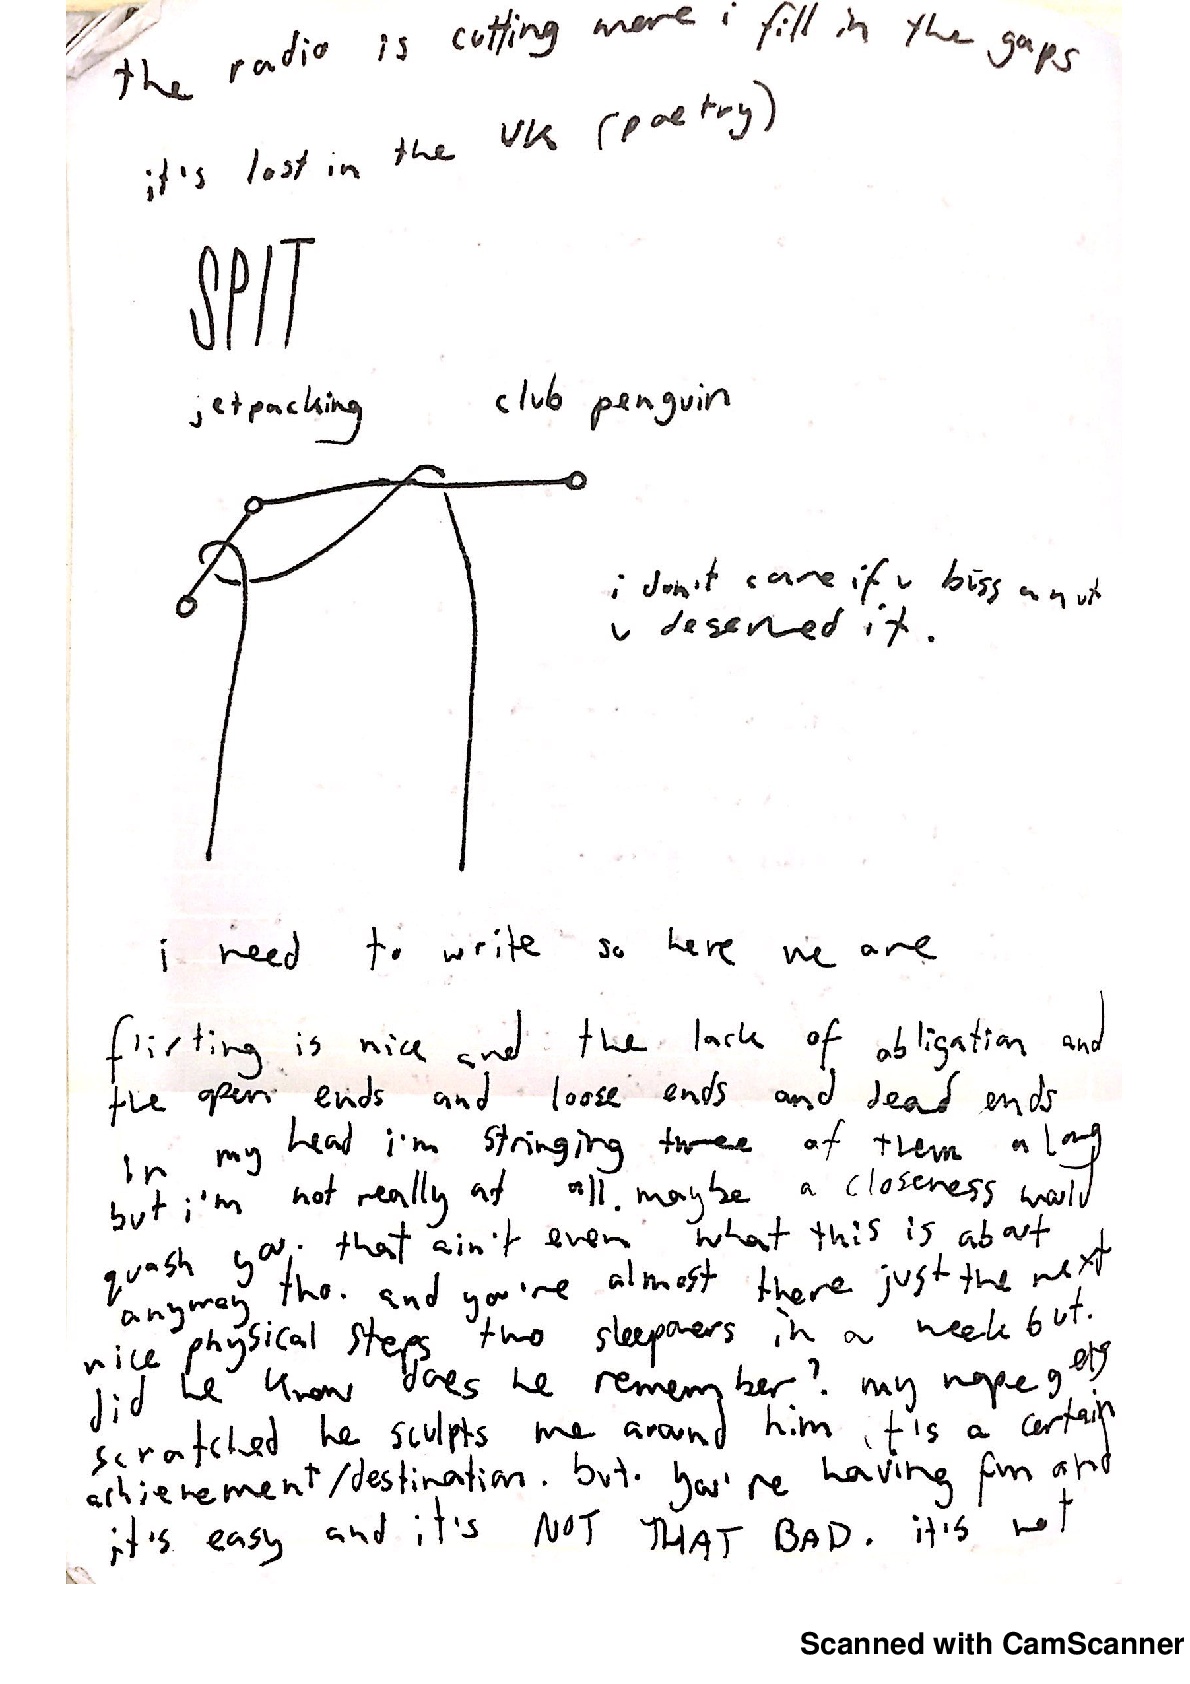 the radio is cutting more i fill in the gaps
it's lost in the UK (poetry)
SPIT
jetpacking club penguin
i don't care if u a nut
u deserved it.
i need to write so here we are
flirting is nice and the lack of obligation and
the open ends and loose ends and dead ends
in my head i'm stringing three of them along
but i'm not really at all. maybe a closeness would
quash you. that ain't even what this is about
anyway tho. and you're almost there just the next
nice physical steps two sleepovers in a week but.
did he know does he remember? my nope gets
scratched he sculpts me around him it's a certain
achievement/destination. but. you're having fun and
it's easy and it's NOT THAT BAD. it's not
Scanned with CamScanner